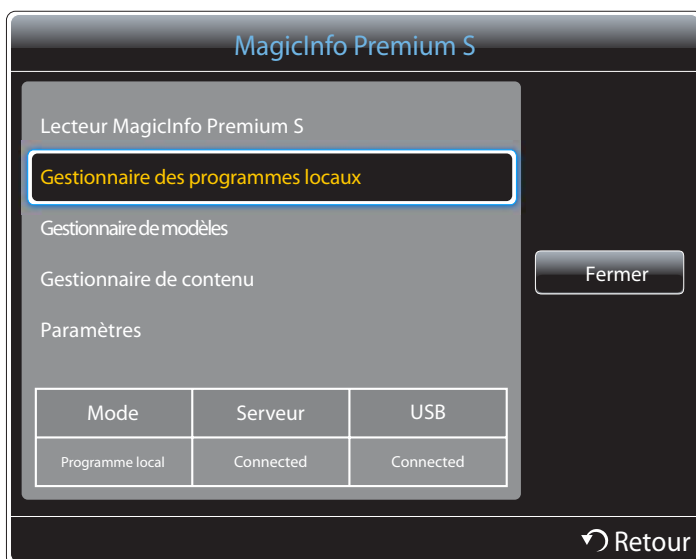 MagicInfo Premium S
Lecteur MagicInfo Premium S
Gestionnaire des programmes locaux
Gestionnaire de modèles
Gestionnaire de contenu
Paramètres
Fermer
Mode Serveur USB
Programme local Connected Connected
Retour